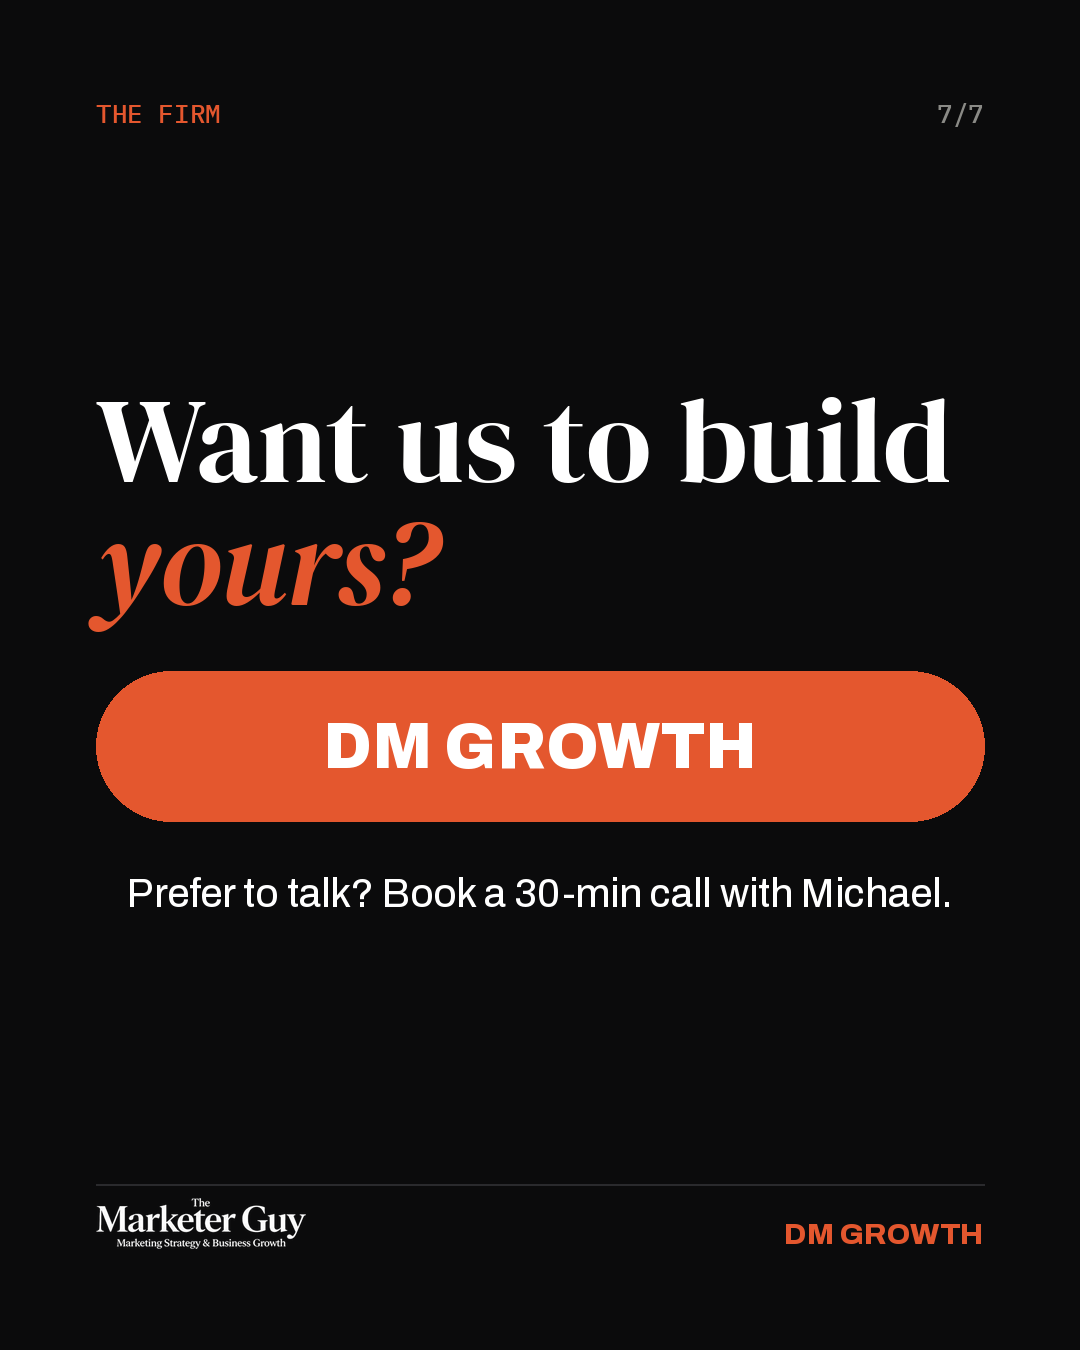 THE FIRM
7/7
Want us to build
yours?
DM GROWTH
Prefer to talk? Book a 30-min call with Michael.
The
Marketer Guy
Marketing Strategy & Business Growth
DM GROWTH